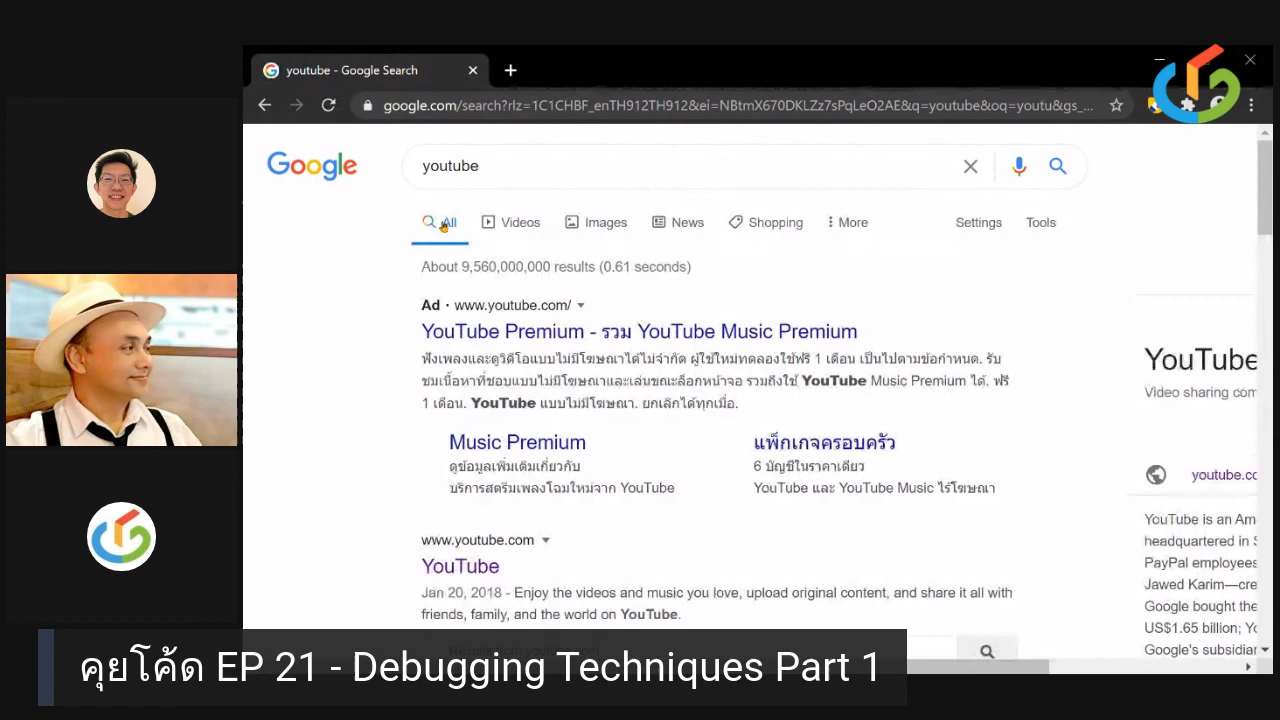 youtube - Google Search
google.com/search?rlz=1C1CHBF_enTH912TH912&ei=NBtmX670DKLZz7sPqLeO2AE&q=youtube&oq=youtu&gs_...
Google
youtube
All Videos Images News Shopping More Settings Tools
About 9,560,000,000 results (0.61 seconds)
Ad · www.youtube.com/
YouTube Premium - รวม YouTube Music Premium
ฟังเพลงและดูวิดีโอแบบไม่มีโฆษณาได้ไม่จำกัด ผู้ใช้ใหม่ทดลองใช้ฟรี 1 เดือน เป็นไปตามข้อกำหนด. รับ
ชมเนื้อหาที่ชอบแบบไม่มีโฆษณาและเล่นขณะล็อกหน้าจอ รวมถึงใช้ YouTube Music Premium ได้. ฟรี
1 เดือน. YouTube แบบไม่มีโฆษณา. ยกเลิกได้ทุกเมื่อ.
Music Premium
ดูข้อมูลเพิ่มเติมเกี่ยวกับ
บริการสตรีมเพลงโฉมใหม่จาก YouTube
แพ็กเกจครอบครัว
6 บัญชีในราคาเดียว
YouTube และ YouTube Music ไร้โฆษณา
www.youtube.com
YouTube
Jan 20, 2018 - Enjoy the videos and music you love, upload original content, and share it all with
friends, family, and the world on YouTube.
YouTube
Video sharing com
youtube.co
YouTube is an Am
headquartered in S
PayPal employees
Jawed Karim—cre
Google bought the
US$1.65 billion; Yo
Google's subsidiar
คุยโค้ด EP 21 - Debugging Techniques Part 1